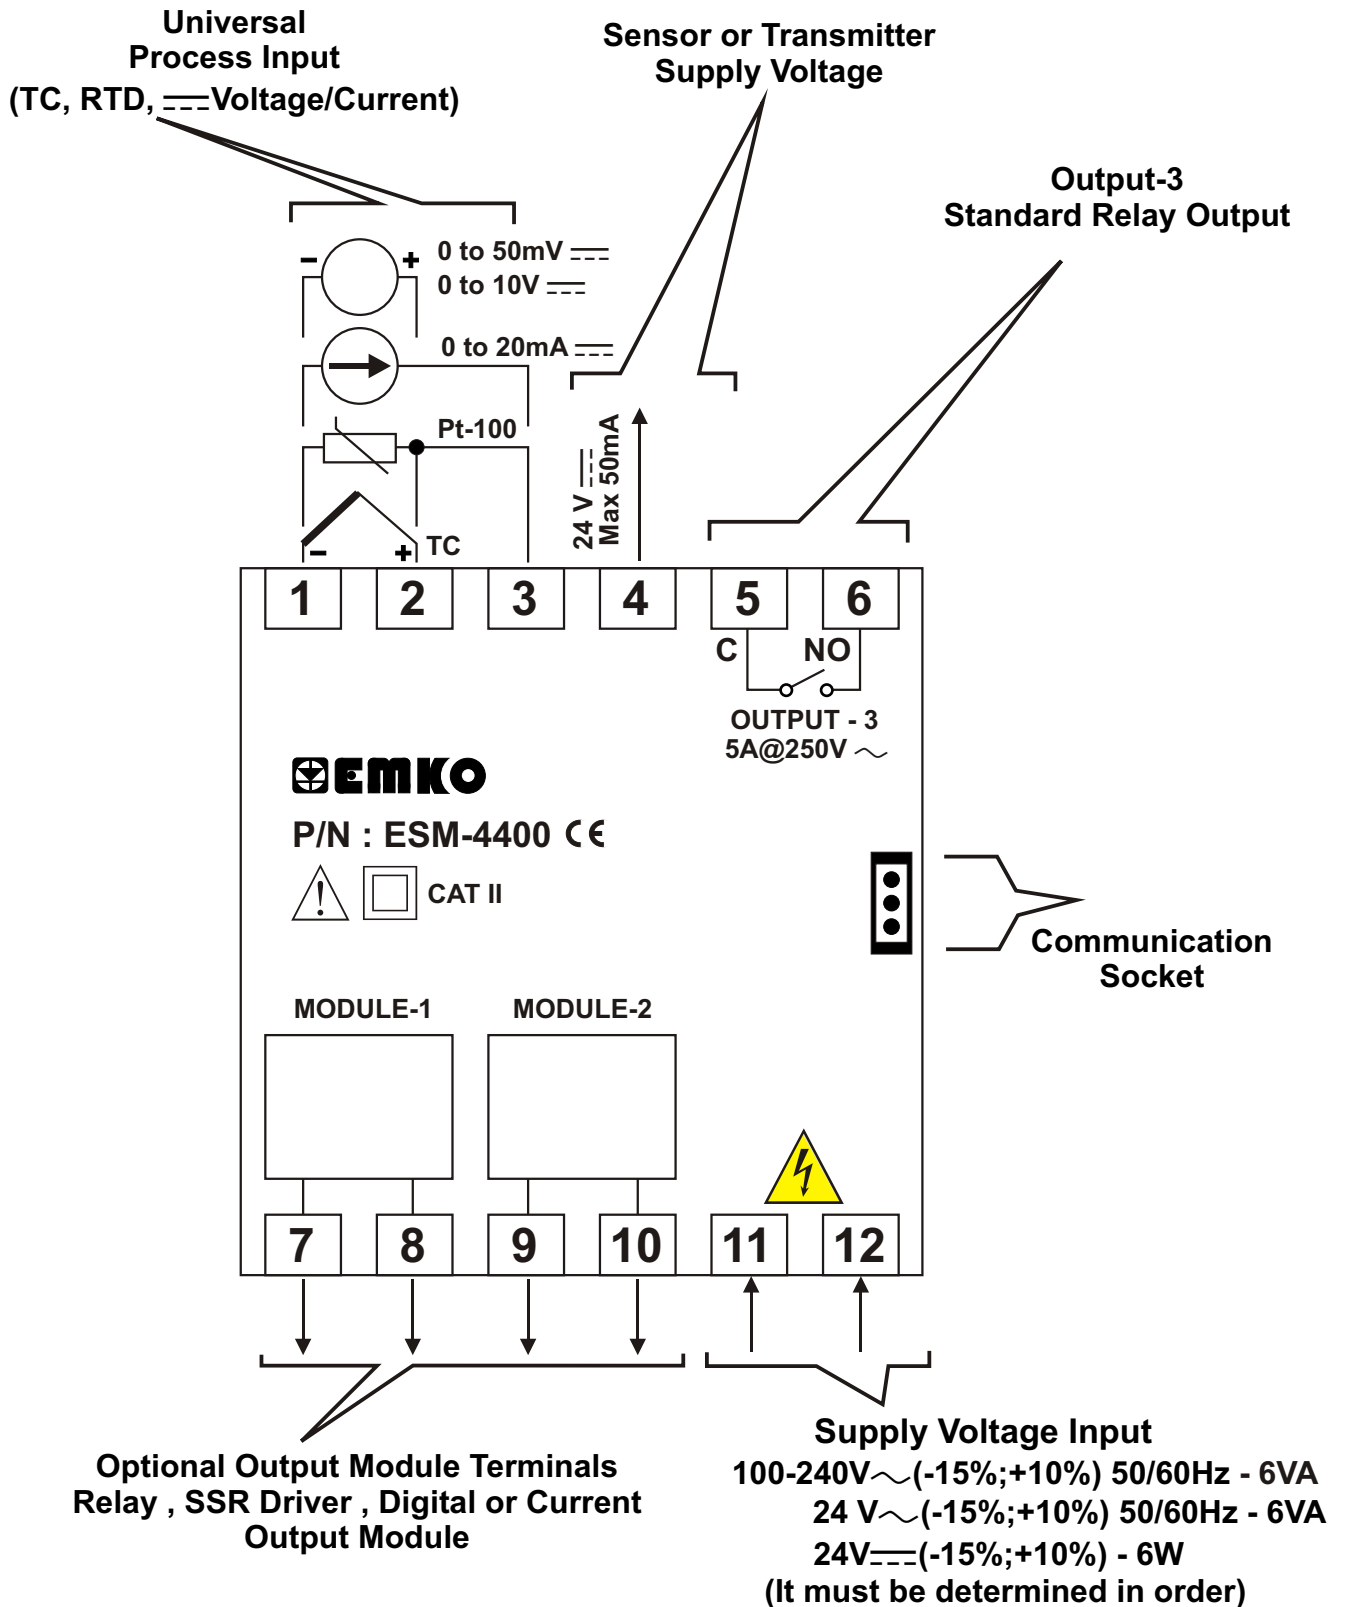 Universal
Process Input
(TC, RTD, ⎓Voltage/Current)
Sensor or Transmitter
Supply Voltage
Output-3
Standard Relay Output
- + 0 to 50mV ⎓
0 to 10V ⎓
0 to 20mA ⎓
Pt-100
- + TC
24 V ⎓
Max 50mA
1 2 3 4 5 6
C NO
OUTPUT - 3
5A@250V ～
EMKO
P/N : ESM-4400 CE
! CAT II
Communication
Socket
MODULE-1 MODULE-2
7 8 9 10 11 12
Optional Output Module Terminals
Relay , SSR Driver , Digital or Current
Output Module
Supply Voltage Input
100-240V～(-15%;+10%) 50/60Hz - 6VA
24 V～(-15%;+10%) 50/60Hz - 6VA
24V⎓(-15%;+10%) - 6W
(It must be determined in order)